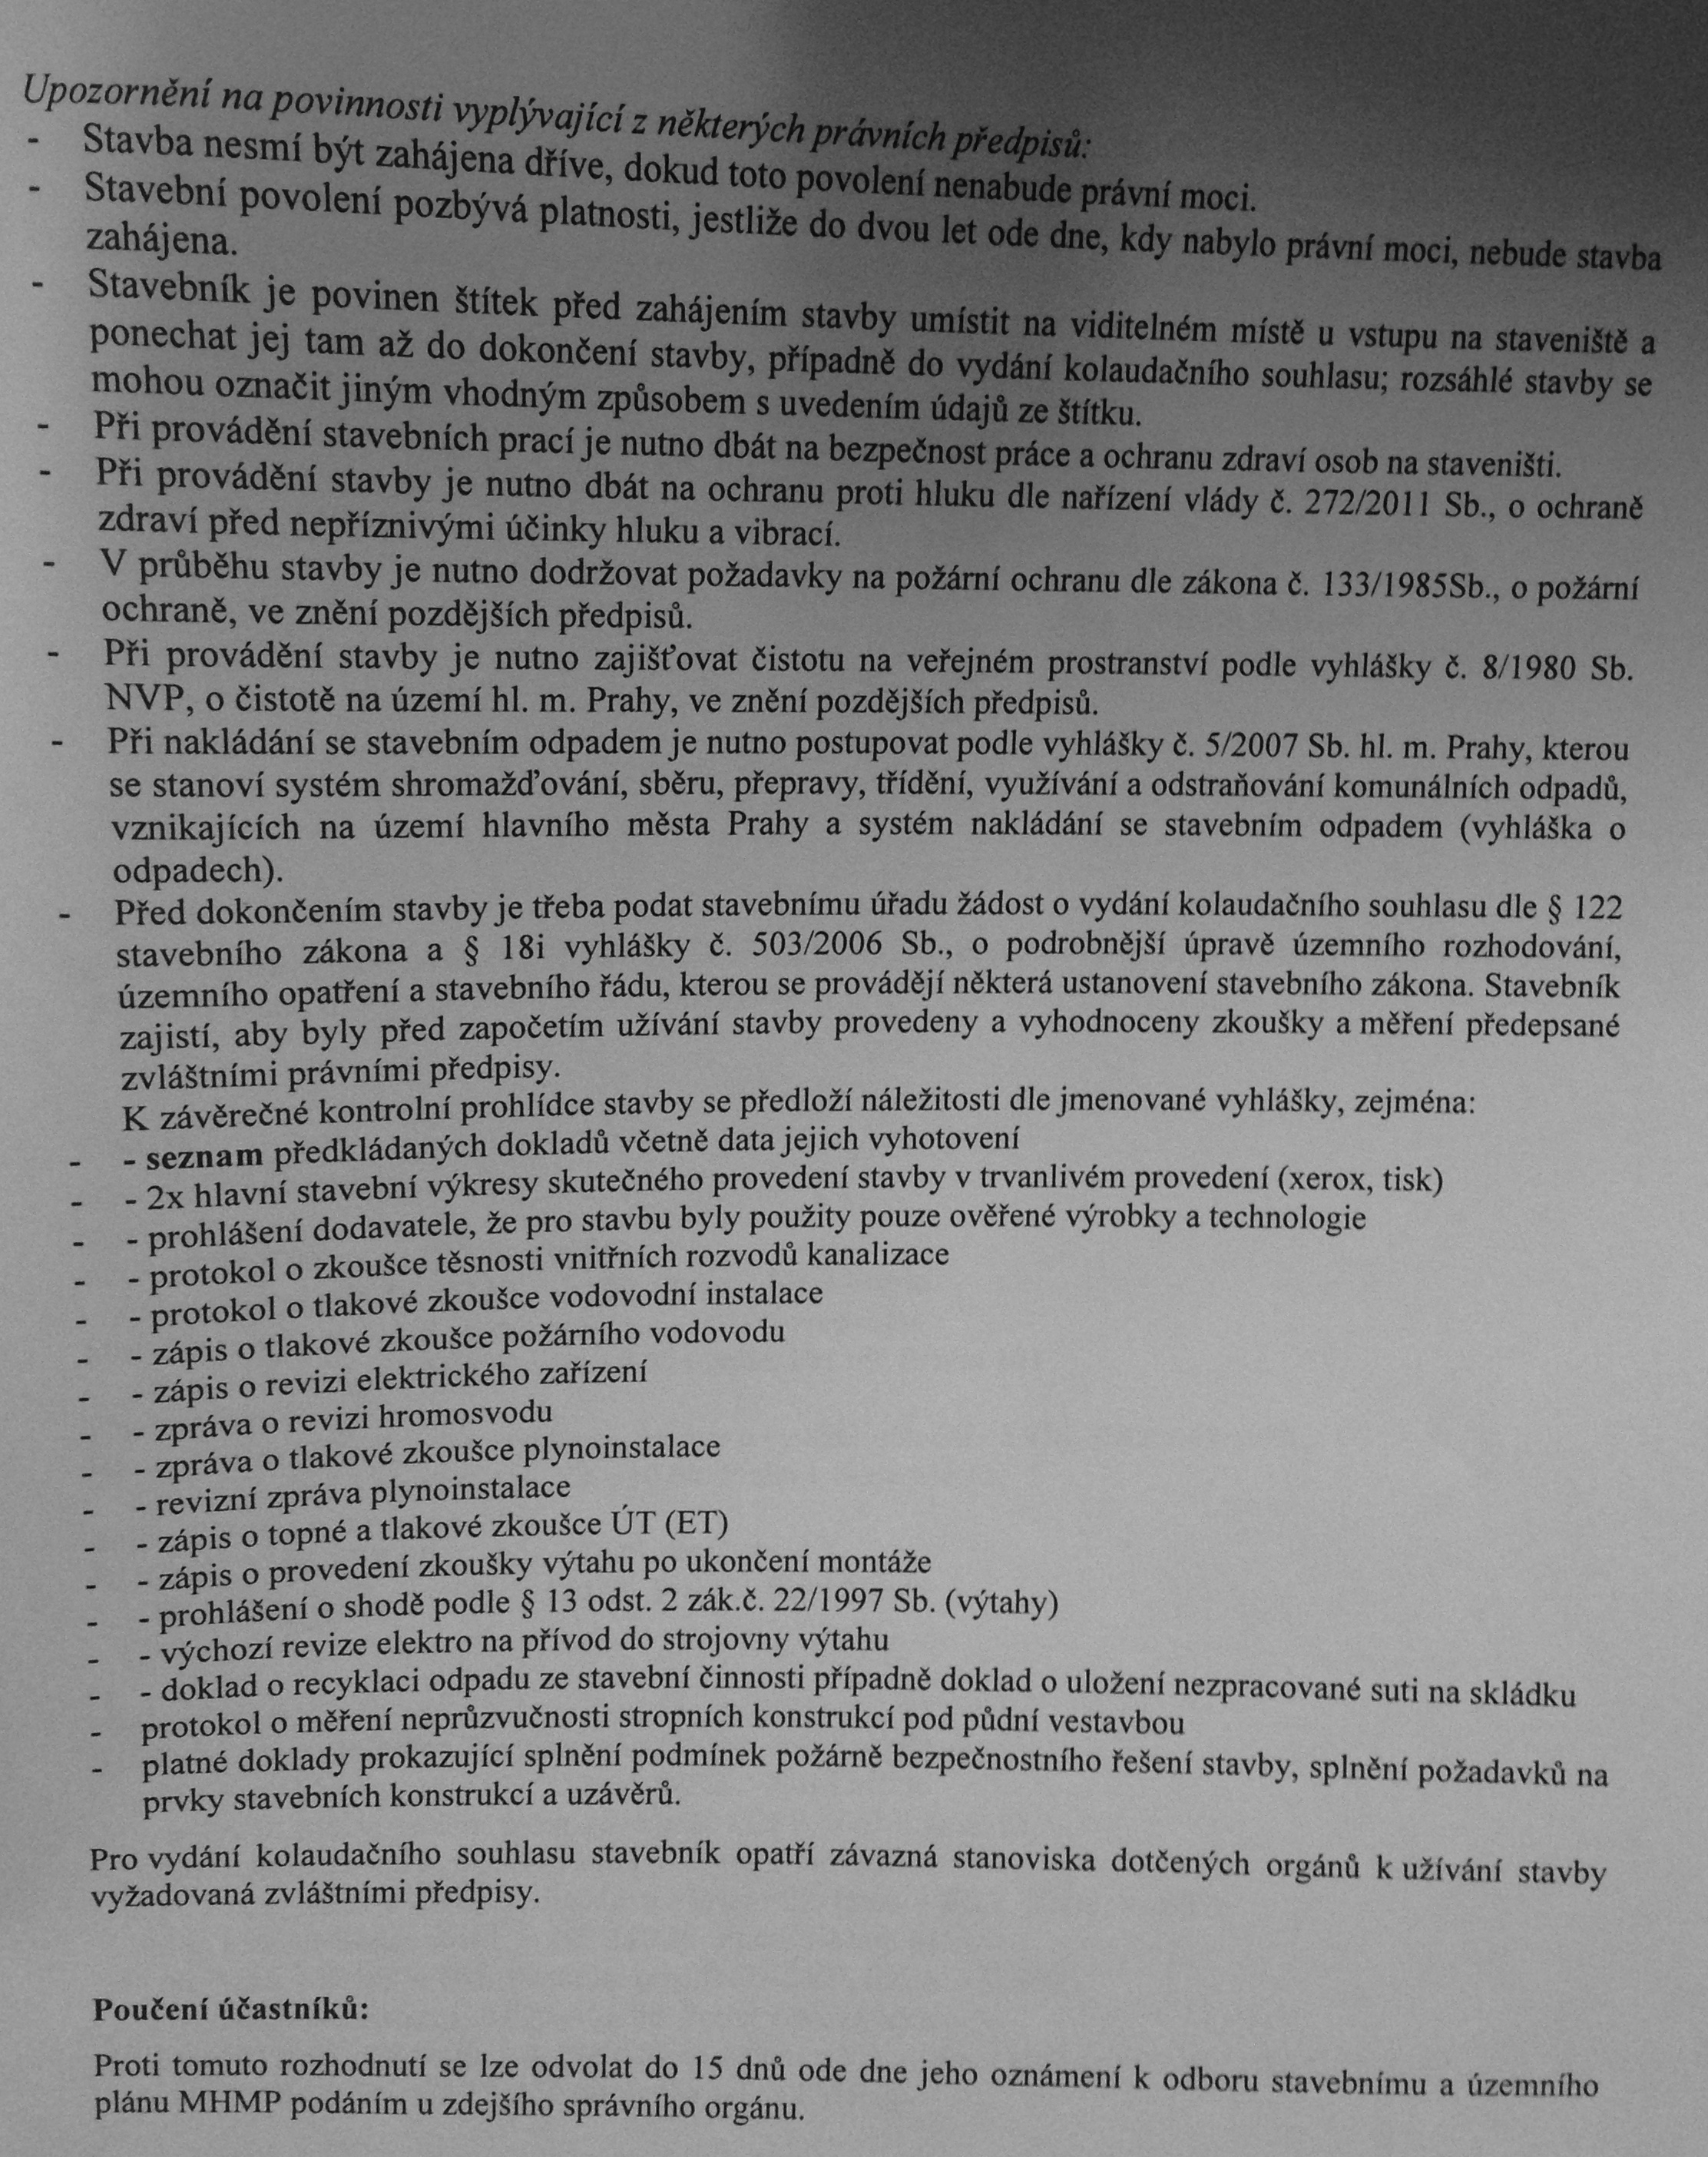 Upozornění na povinnosti vyplývající z některých právních předpisů:
- Stavba nesmí být zahájena dříve, dokud toto povolení nenabude právní moci.
- Stavební povolení pozbývá platnosti, jestliže do dvou let ode dne, kdy nabylo právní moci, nebude stavba
zahájena.
- Stavebník je povinen štítek před zahájením stavby umístit na viditelném místě u vstupu na staveniště a
ponechat jej tam až do dokončení stavby, případně do vydání kolaudačního souhlasu; rozsáhlé stavby se
mohou označit jiným vhodným způsobem s uvedením údajů ze štítku.
- Při provádění stavebních prací je nutno dbát na bezpečnost práce a ochranu zdraví osob na staveništi.
- Při provádění stavby je nutno dbát na ochranu proti hluku dle nařízení vlády č. 272/2011 Sb., o ochraně
zdraví před nepříznivými účinky hluku a vibrací.
- V průběhu stavby je nutno dodržovat požadavky na požární ochranu dle zákona č. 133/1985Sb., o požární
ochraně, ve znění pozdějších předpisů.
- Při provádění stavby je nutno zajišťovat čistotu na veřejném prostranství podle vyhlášky č. 8/1980 Sb.
NVP, o čistotě na území hl. m. Prahy, ve znění pozdějších předpisů.
- Při nakládání se stavebním odpadem je nutno postupovat podle vyhlášky č. 5/2007 Sb. hl. m. Prahy, kterou
se stanoví systém shromažďování, sběru, přepravy, třídění, využívání a odstraňování komunálních odpadů,
vznikajících na území hlavního města Prahy a systém nakládání se stavebním odpadem (vyhláška o
odpadech).
- Před dokončením stavby je třeba podat stavebnímu úřadu žádost o vydání kolaudačního souhlasu dle § 122
stavebního zákona a § 18i vyhlášky č. 503/2006 Sb., o podrobnější úpravě územního rozhodování,
územního opatření a stavebního řádu, kterou se provádějí některá ustanovení stavebního zákona. Stavebník
zajistí, aby byly před započetím užívání stavby provedeny a vyhodnoceny zkoušky a měření předepsané
zvláštními právními předpisy.
K závěrečné kontrolní prohlídce stavby se předloží náležitosti dle jmenované vyhlášky, zejména:
- - seznam předkládaných dokladů včetně data jejich vyhotovení
- - 2x hlavní stavební výkresy skutečného provedení stavby v trvanlivém provedení (xerox, tisk)
- - prohlášení dodavatele, že pro stavbu byly použity pouze ověřené výrobky a technologie
- - protokol o zkoušce těsnosti vnitřních rozvodů kanalizace
- - protokol o tlakové zkoušce vodovodní instalace
- - zápis o tlakové zkoušce požárního vodovodu
- - zápis o revizi elektrického zařízení
- - zpráva o revizi hromosvodu
- - zpráva o tlakové zkoušce plynoinstalace
- - revizní zpráva plynoinstalace
- - zápis o topné a tlakové zkoušce ÚT (ET)
- - zápis o provedení zkoušky výtahu po ukončení montáže
- - prohlášení o shodě podle § 13 odst. 2 zák.č. 22/1997 Sb. (výtahy)
- - výchozí revize elektro na přívod do strojovny výtahu
- - doklad o recyklaci odpadu ze stavební činnosti případně doklad o uložení nezpracované suti na skládku
- protokol o měření neprůzvučnosti stropních konstrukcí pod půdní vestavbou
- platné doklady prokazující splnění podmínek požárně bezpečnostního řešení stavby, splnění požadavků na
prvky stavebních konstrukcí a uzávěrů.
Pro vydání kolaudačního souhlasu stavebník opatří závazná stanoviska dotčených orgánů k užívání stavby
vyžadovaná zvláštními předpisy.
Poučení účastníků:
Proti tomuto rozhodnutí se lze odvolat do 15 dnů ode dne jeho oznámení k odboru stavebnímu a územního
plánu MHMP podáním u zdejšího správního orgánu.